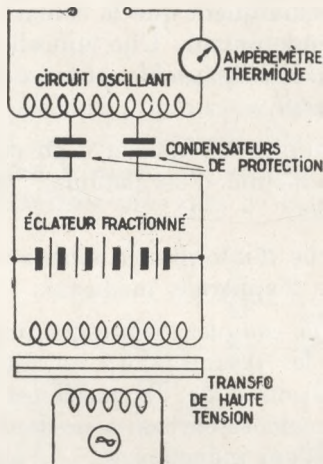 AMPÈREMÈTRE
THERMIQUE
CIRCUIT OSCILLANT
CONDENSATEURS
DE PROTECTION
ÉCLATEUR FRACTIONNÉ
TRANSFO
DE HAUTE
TENSION